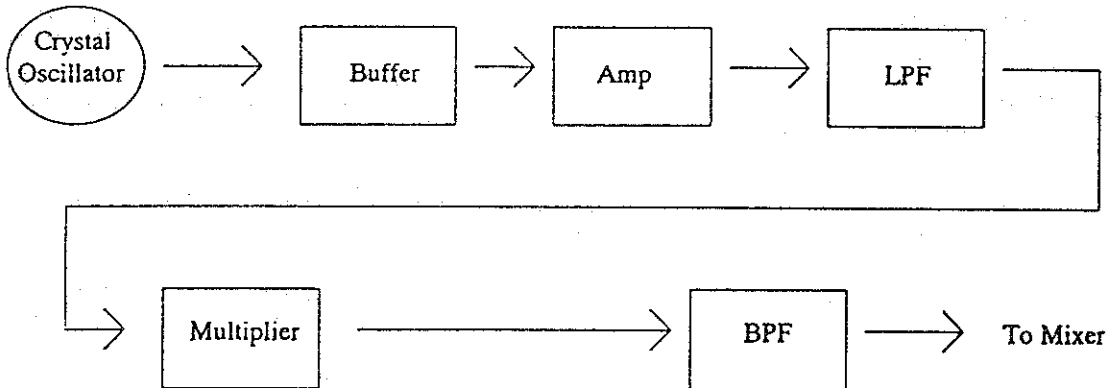 Crystal
Oscillator
Buffer
Amp
LPF
Multiplier
BPF
To Mixer